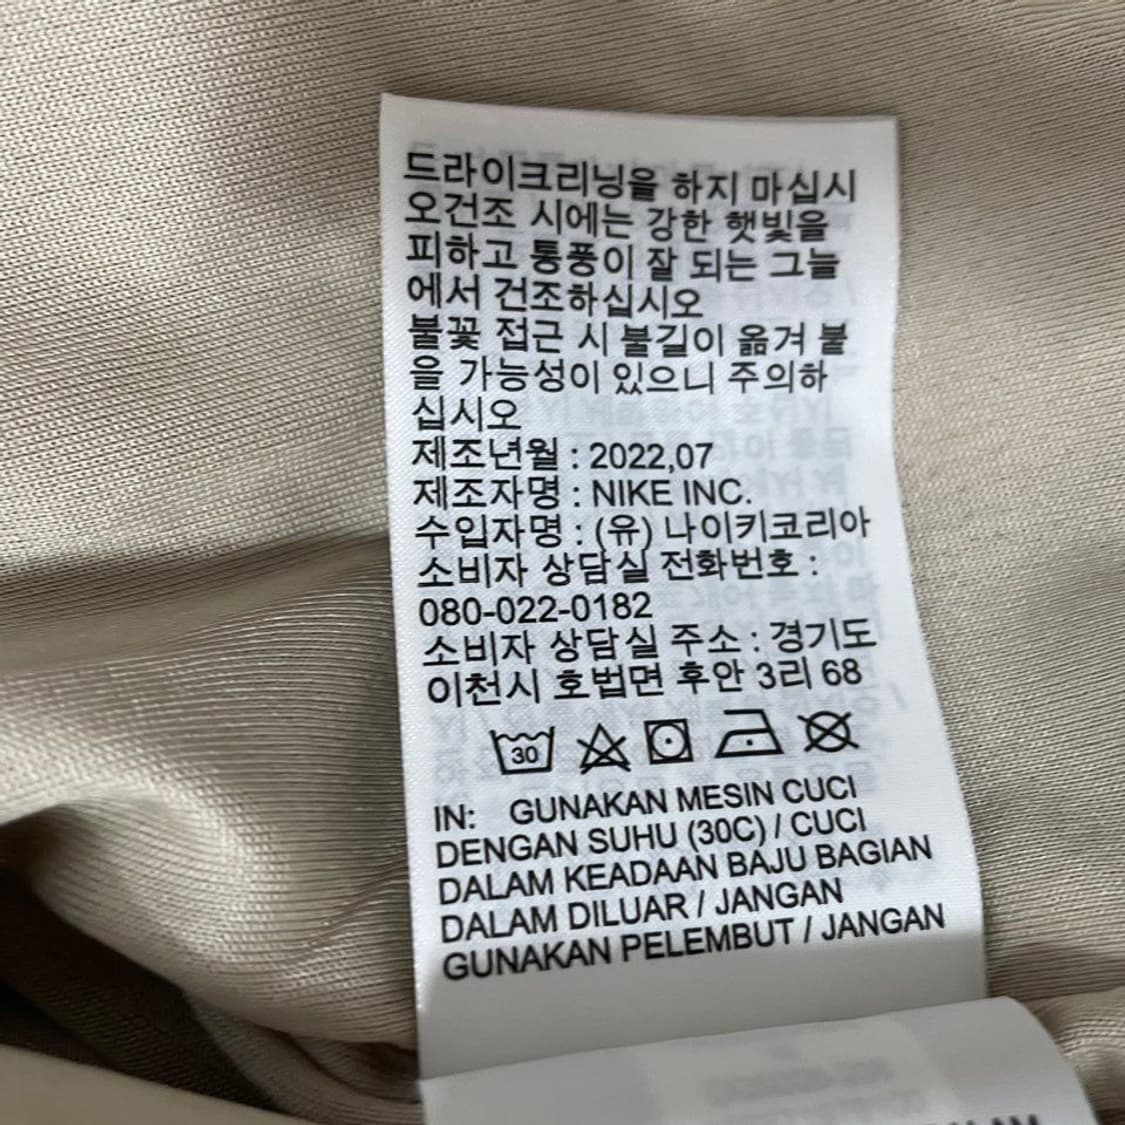 드라이크리닝을 하지 마십시
오건조 시에는 강한 햇빛을
피하고 통풍이 잘 되는 그늘
에서 건조하십시오
불꽃 접근 시 불길이 옮겨 붙
을 가능성이 있으니 주의하
십시오
제조년월 : 2022,07
제조자명 : NIKE INC.
수입자명 : (유) 나이키코리아
소비자 상담실 전화번호 :
080-022-0182
소비자 상담실 주소 : 경기도
이천시 호법면 후안 3리 68
30
IN: GUNAKAN MESIN CUCI
DENGAN SUHU (30C) / CUCI
DALAM KEADAAN BAJU BAGIAN
DALAM DILUAR / JANGAN
GUNAKAN PELEMBUT / JANGAN